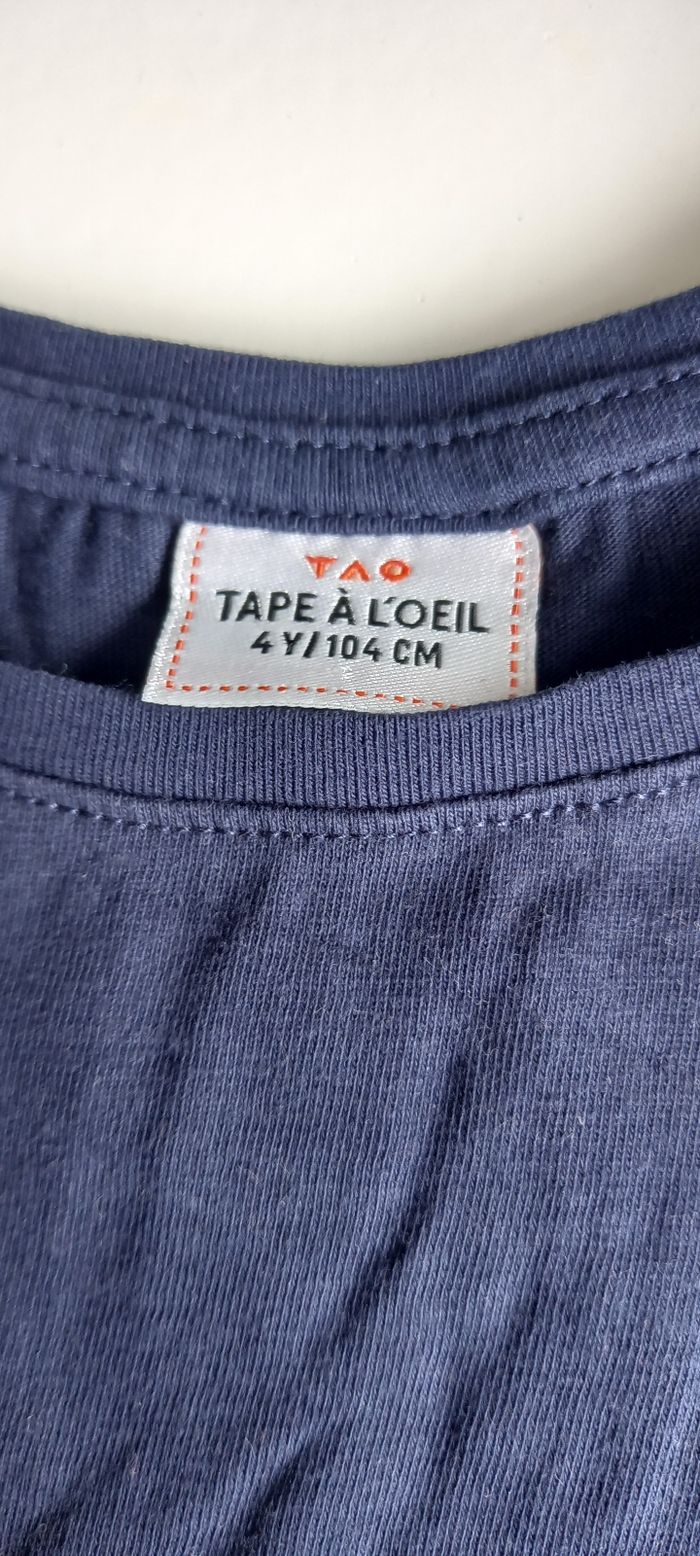 TAO
TAPE À L'OEIL
4 Y/104 CM